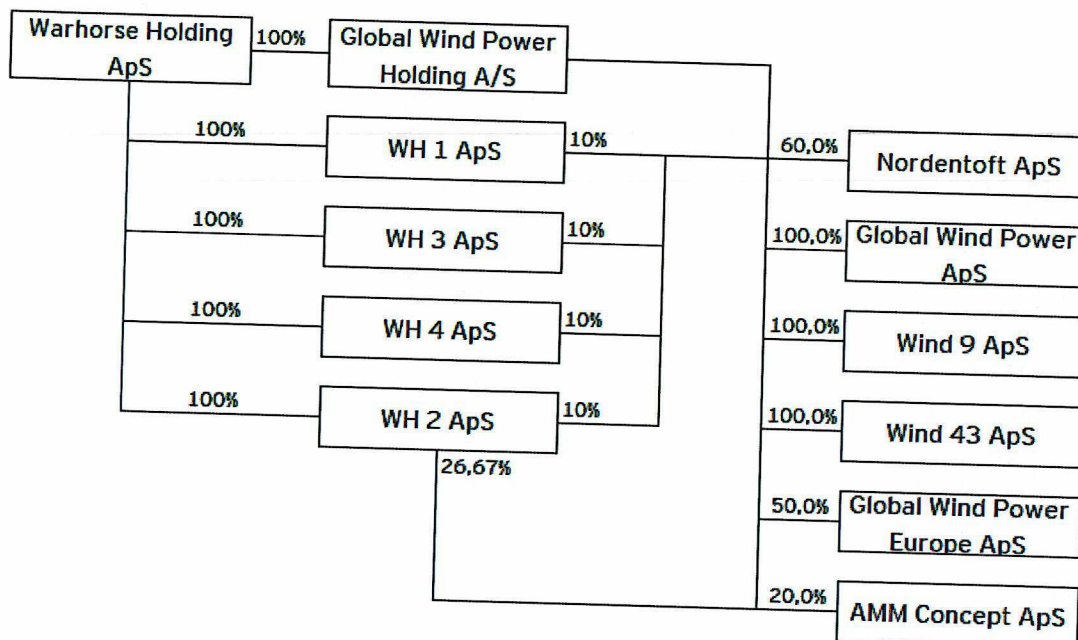 Warhorse Holding
ApS
100%
Global Wind Power
Holding A/S
100%
WH 1 ApS
10%
60,0%
Nordentoft ApS
100%
WH 3 ApS
10%
100,0%
Global Wind Power
ApS
100%
WH 4 ApS
10%
100,0%
Wind 9 ApS
100%
WH 2 ApS
10%
100,0%
Wind 43 ApS
26,67%
50,0%
Global Wind Power
Europe ApS
20,0%
AMM Concept ApS